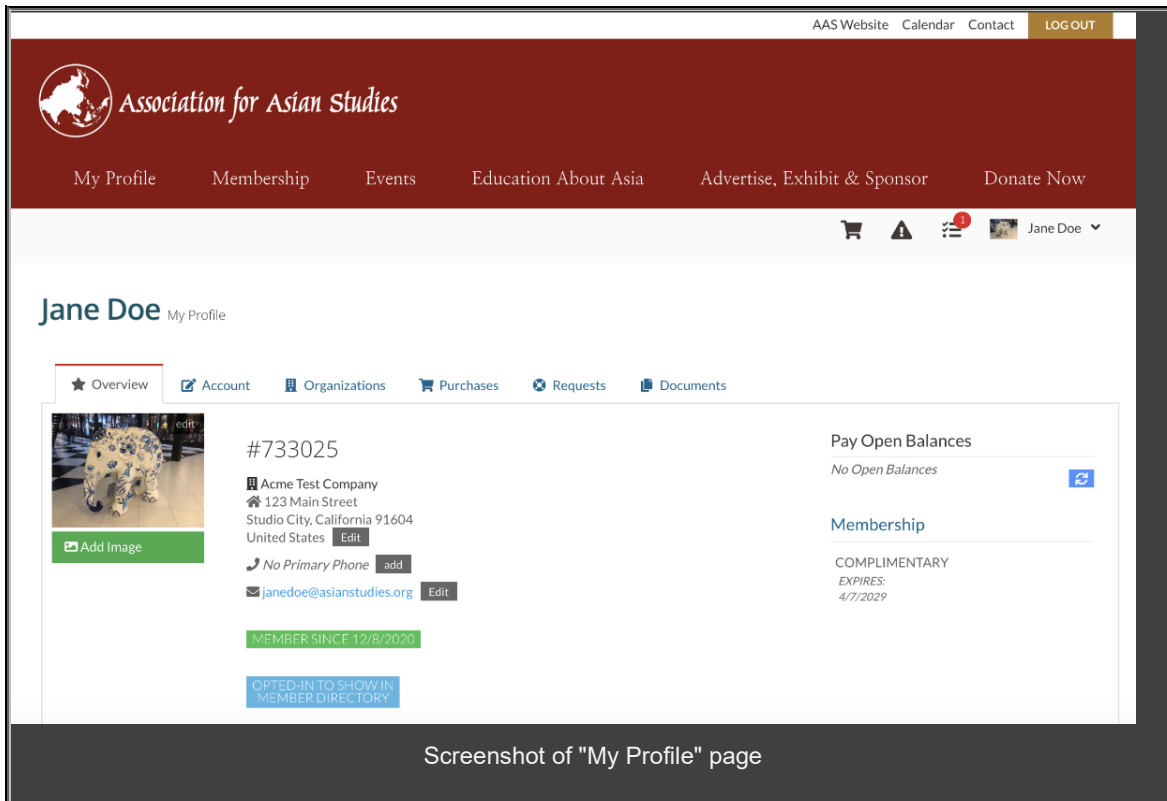 AAS Website Calendar Contact LOG OUT
Association for Asian Studies
My Profile Membership Events Education About Asia Advertise, Exhibit & Sponsor Donate Now
1
Jane Doe
Jane Doe My Profile
Overview Account Organizations Purchases Requests Documents
edit
Add Image
#733025
Acme Test Company
123 Main Street
Studio City, California 91604
United States Edit
No Primary Phone add
janedoe@asianstudies.org Edit
MEMBER SINCE 12/8/2020
OPTED-IN TO SHOW IN
MEMBER DIRECTORY
Pay Open Balances
No Open Balances
Membership
COMPLIMENTARY
EXPIRES:
4/7/2029
Screenshot of "My Profile" page